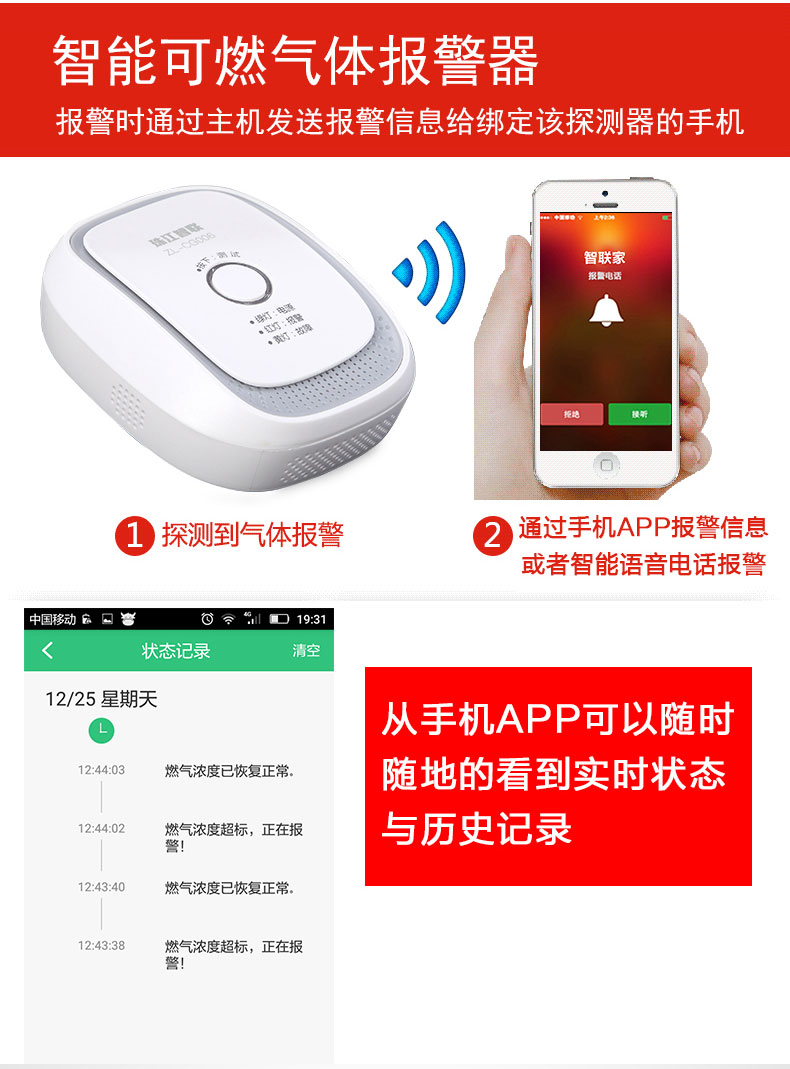 智能可燃气体报警器
报警时通过主机发送报警信息给绑定该探测器的手机
珠江智联
ZL-CG006
按下：测 试
绿灯：电源
红灯：报警
黄灯：故障
中国移动
上午2:36
智联家
报警电话
拒绝
接听
1 探测到气体报警
2 通过手机APP报警信息
或者智能语音电话报警
中国移动
4G
19:31
状态记录
清空
12/25 星期天
12:44:03 燃气浓度已恢复正常。
12:44:02 燃气浓度超标，正在报
警！
12:43:40 燃气浓度已恢复正常。
12:43:38 燃气浓度超标，正在报
警！
从手机APP可以随时
随地的看到实时状态
与历史记录